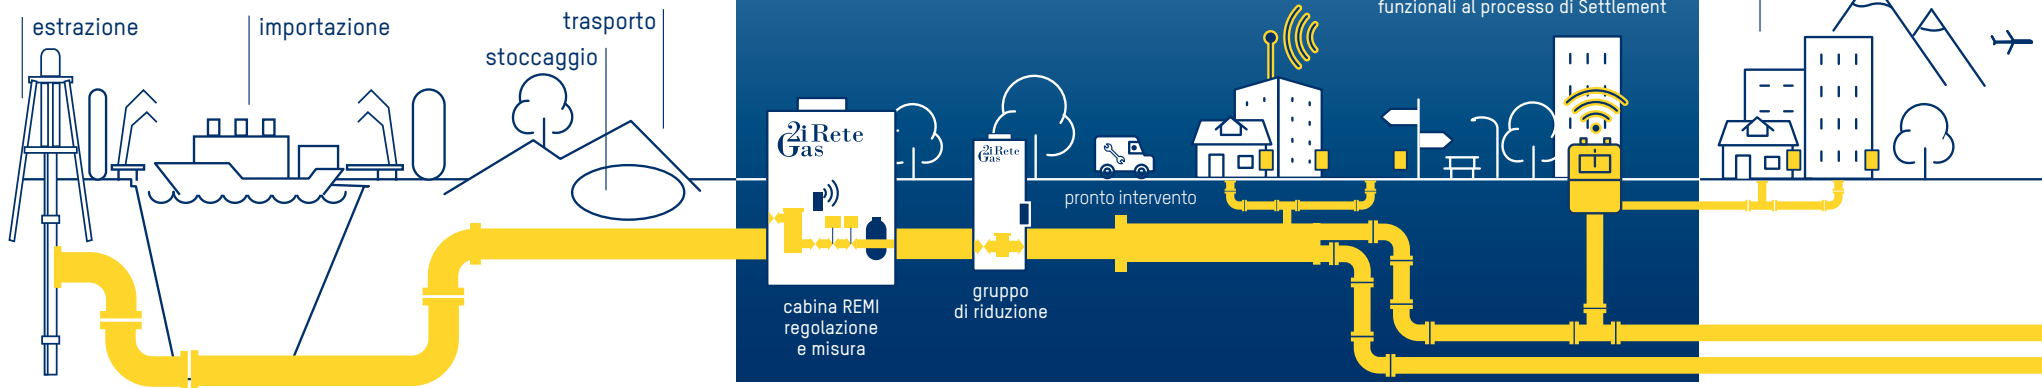 estrazione
importazione
stoccaggio
trasporto
funzionali al processo di Settlement
2i Rete
Gas
2i Rete
Gas
pronto intervento
cabina REMI
regolazione
e misura
gruppo
di riduzione